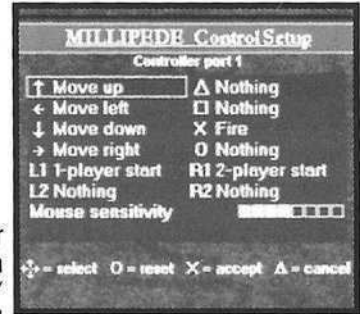 MILLIPEDE Control Setup
Controller port 1
↑ Move up △ Nothing
← Move left □ Nothing
↓ Move down X Fire
→ Move right O Nothing
L1 1-player start R1 2-player start
L2 Nothing R2 Nothing
Mouse sensitivity
= select O = reset X = accept △ = cancel